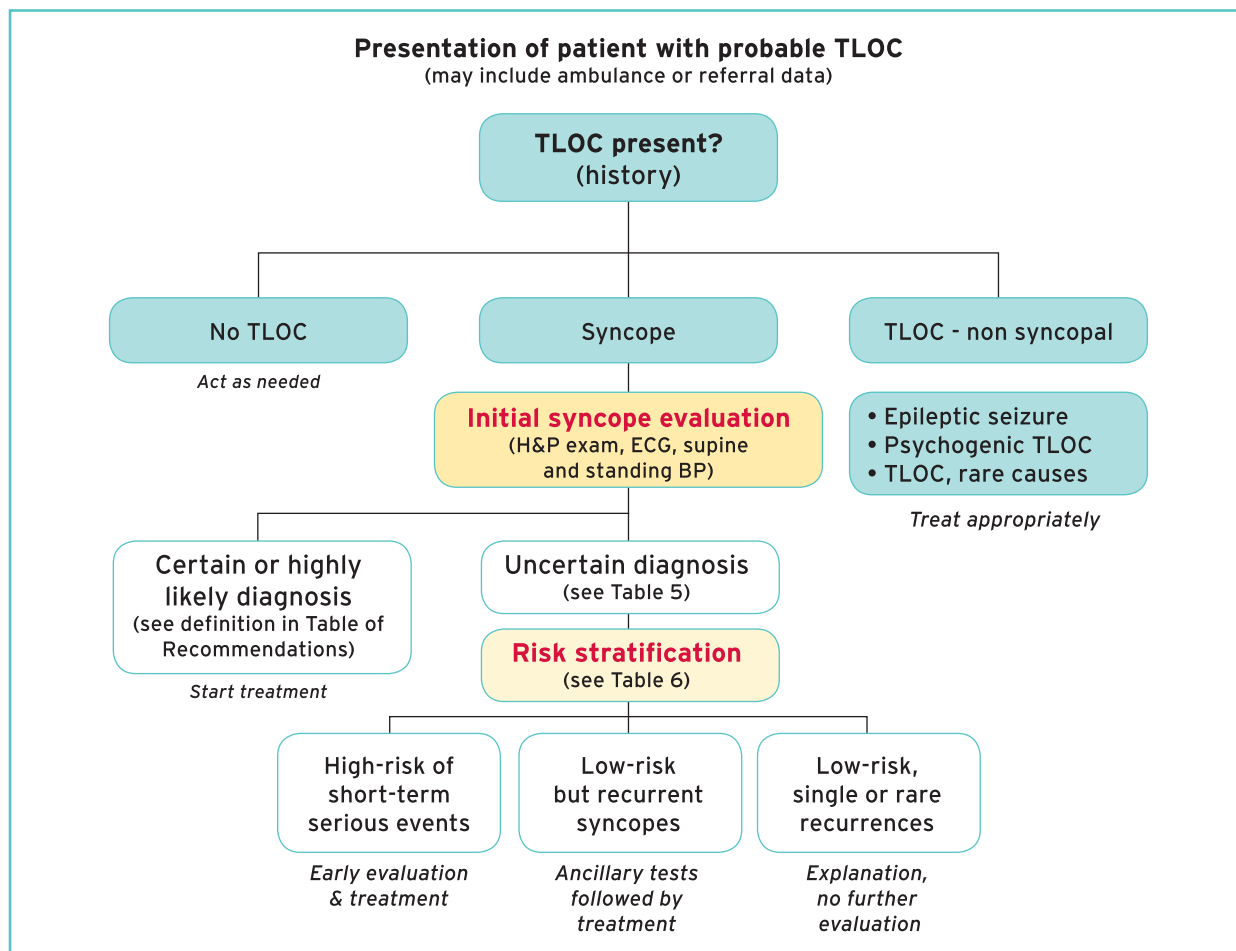 Presentation of patient with probable TLOC
(may include ambulance or referral data)
TLOC present?
(history)
No TLOC
Act as needed
Syncope
TLOC - non syncopal
Initial syncope evaluation
(H&P exam, ECG, supine
and standing BP)
• Epileptic seizure
• Psychogenic TLOC
• TLOC, rare causes
Treat appropriately
Certain or highly
likely diagnosis
(see definition in Table of
Recommendations)
Start treatment
Uncertain diagnosis
(see Table 5)
Risk stratification
(see Table 6)
High-risk of
short-term
serious events
Early evaluation
& treatment
Low-risk
but recurrent
syncopes
Ancillary tests
followed by
treatment
Low-risk,
single or rare
recurrences
Explanation,
no further
evaluation